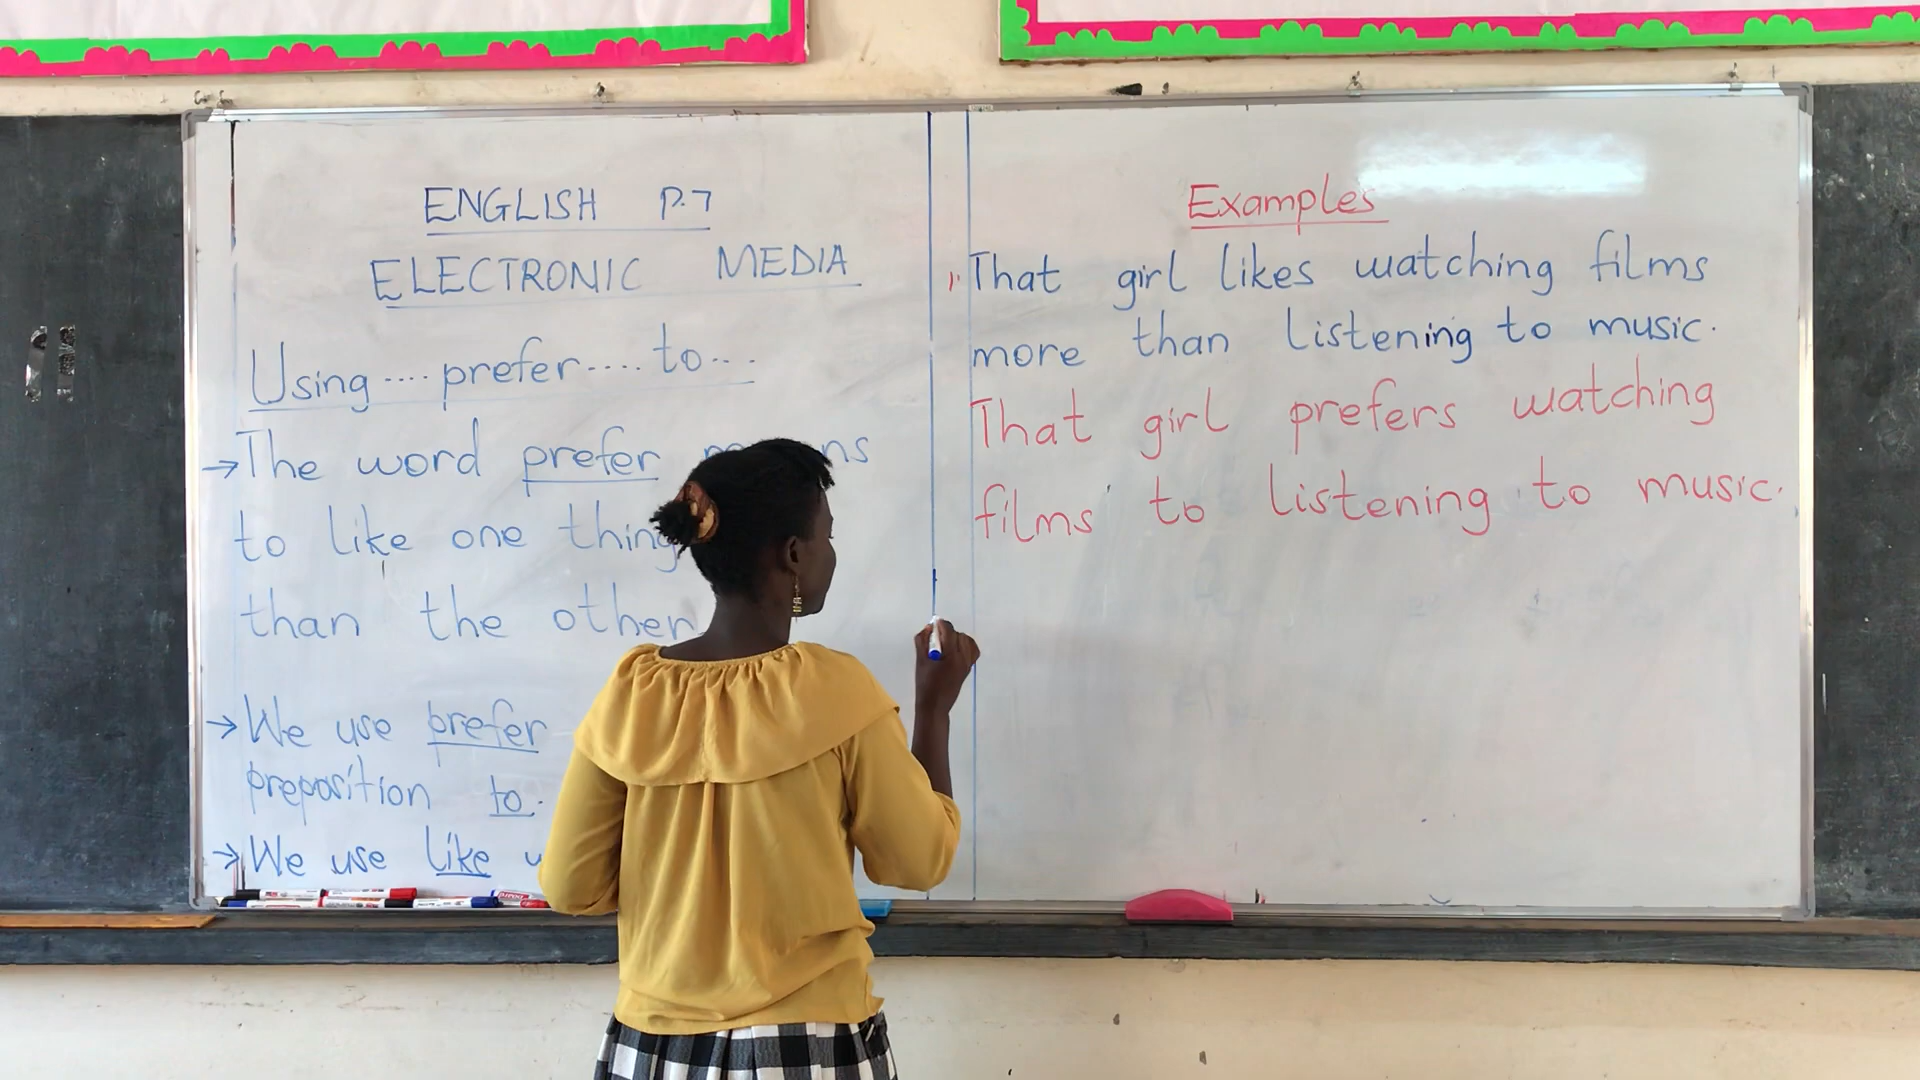 ENGLISH P.7
ELECTRONIC MEDIA
Using .... prefer .... to ...
→The word prefer
to like one thing
than the other
→We use prefer
preposition to.
→We use like
Examples
1. That girl likes watching films
more than listening to music.
That girl prefers watching
films to listening to music.